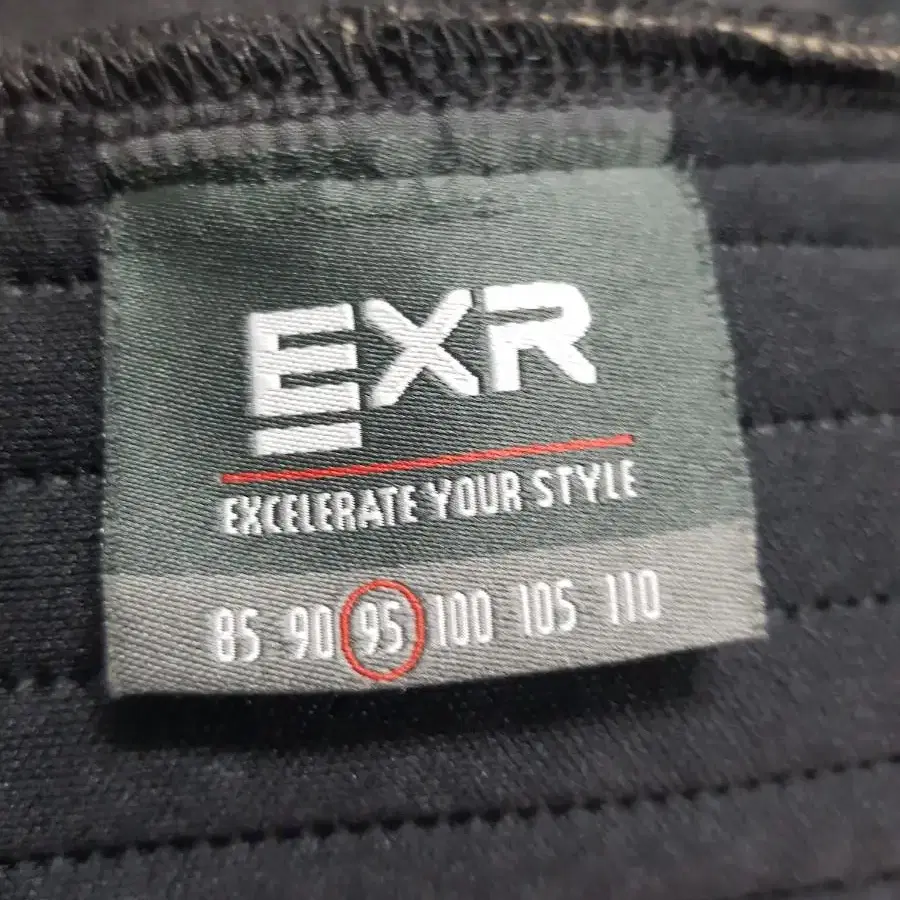 EXR
EXCELERATE YOUR STYLE
85 90 95 100 105 110